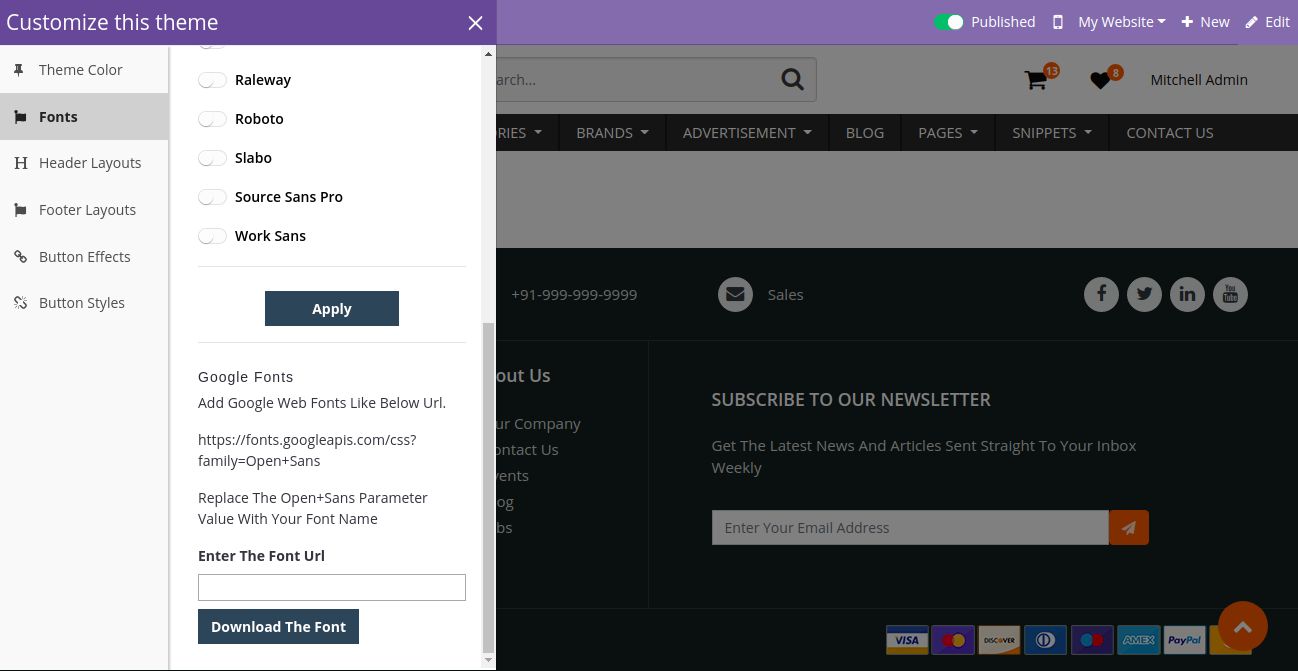 Customize this theme
Published
My Website
New
Edit
Theme Color
Fonts
Header Layouts
Footer Layouts
Button Effects
Button Styles
Raleway
Roboto
Slabo
Source Sans Pro
Work Sans
Apply
Google Fonts
Add Google Web Fonts Like Below Url.
https://fonts.googleapis.com/css?
family=Open+Sans
Replace The Open+Sans Parameter
Value With Your Font Name
Enter The Font Url
Download The Font
arch...
13
8
Mitchell Admin
RIES
BRANDS
ADVERTISEMENT
BLOG
PAGES
SNIPPETS
CONTACT US
+91-999-999-9999
Sales
You
Tube
out Us
ur Company
ontact Us
vents
og
bs
SUBSCRIBE TO OUR NEWSLETTER
Get The Latest News And Articles Sent Straight To Your Inbox
Weekly
Enter Your Email Address
VISA
DISCOVER
AMEX
PayPal